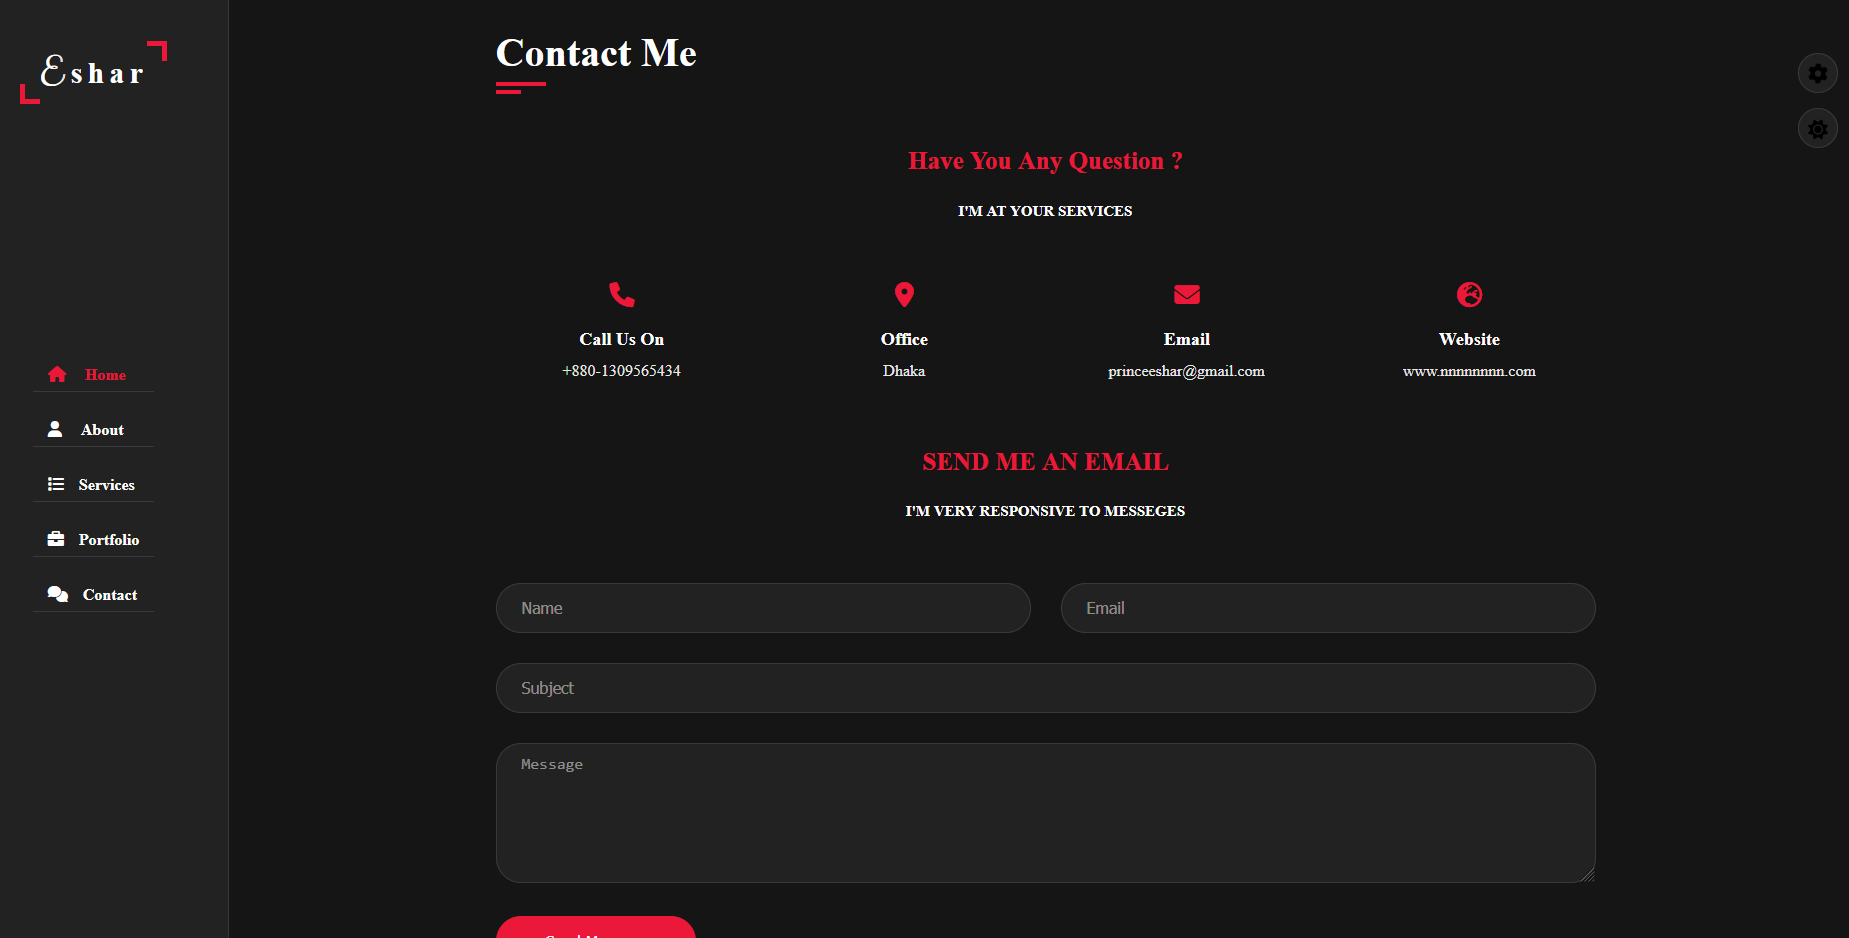 Eshar
Home
About
Services
Portfolio
Contact
Contact Me
Have You Any Question ?
I'M AT YOUR SERVICES
Call Us On
+880-1309565434
Office
Dhaka
Email
princeeshar@gmail.com
Website
www.nnnnnnnn.com
SEND ME AN EMAIL
I'M VERY RESPONSIVE TO MESSEGES
Name
Email
Subject
Message